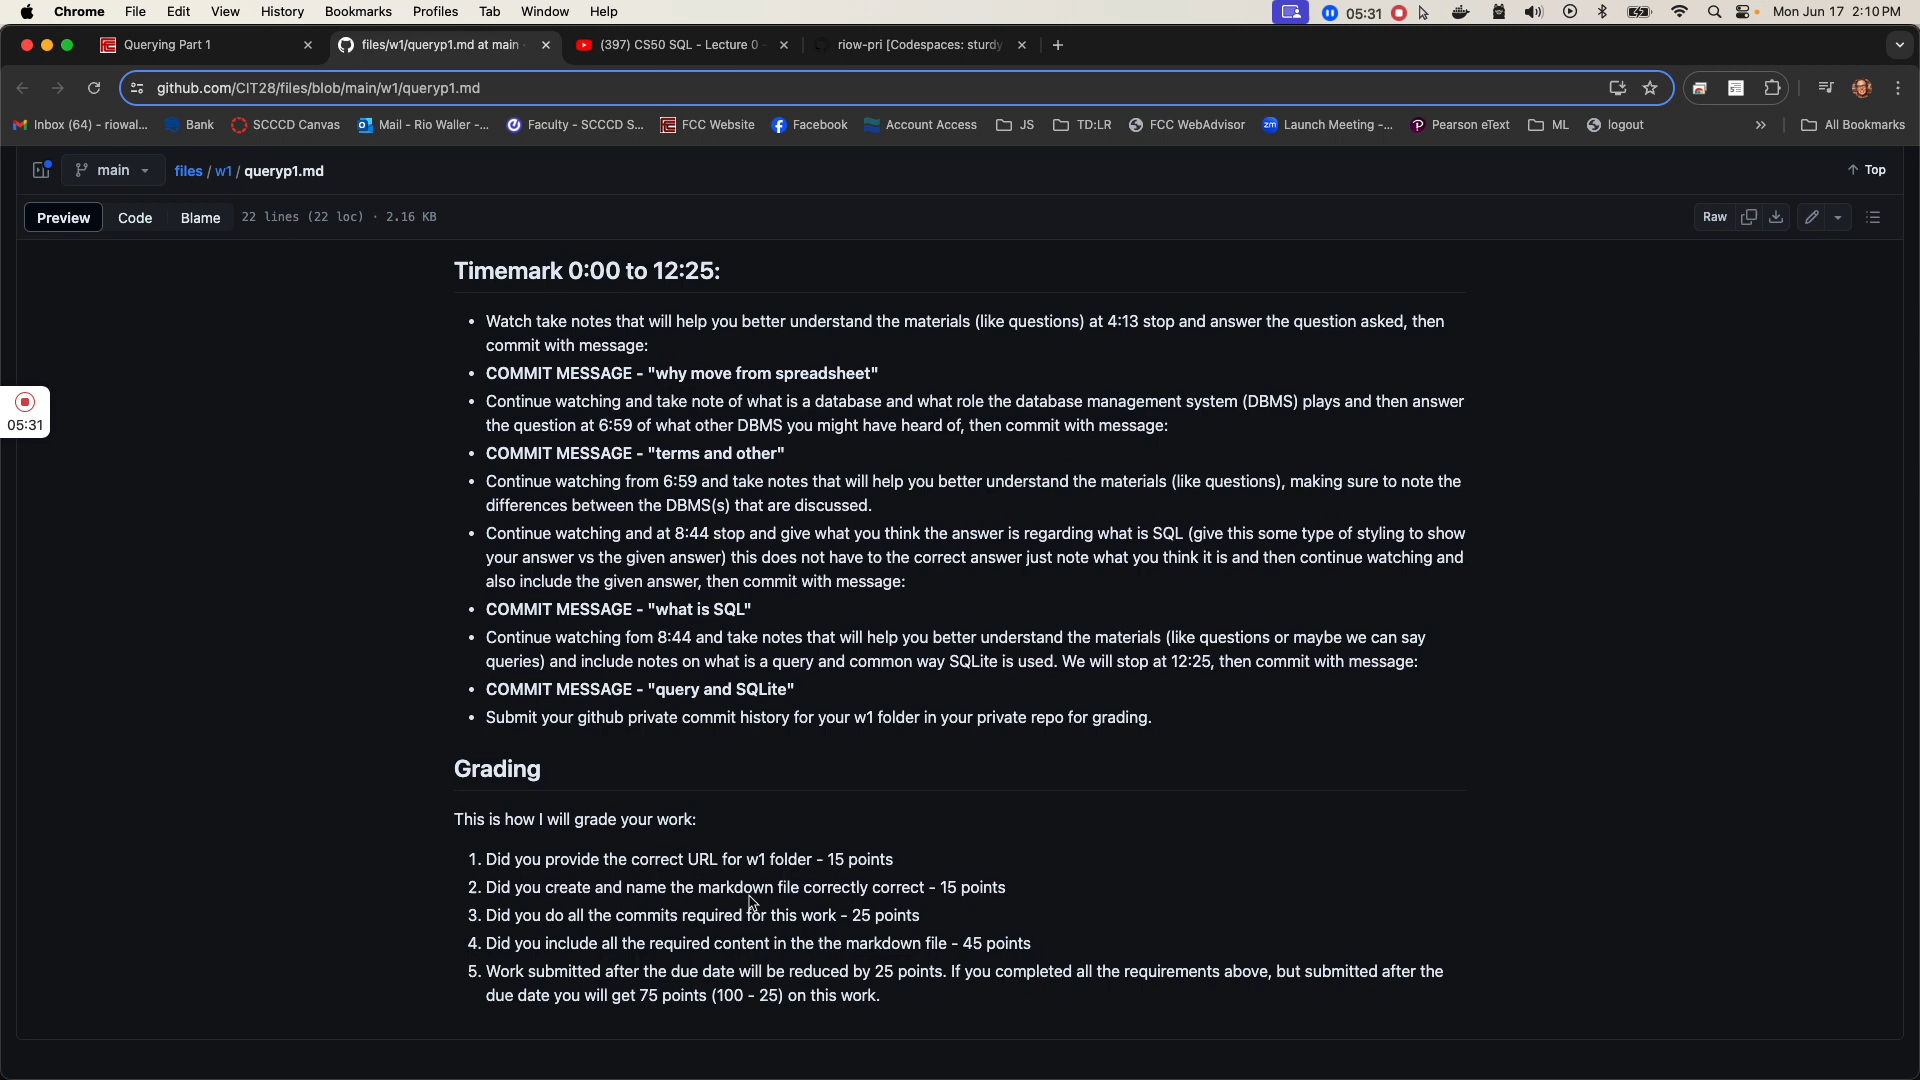 Chrome File Edit View History Bookmarks Profiles Tab Window Help 05:31 Mon Jun 17 2:10 PM
Querying Part 1 files/w1/queryp1.md at main (397) CS50 SQL - Lecture 0 - riow-pri [Codespaces: sturdy
github.com/CIT28/files/blob/main/w1/queryp1.md
Inbox (64) - riowal... Bank SCCCD Canvas Mail - Rio Waller -... Faculty - SCCCD S... FCC Website Facebook Account Access JS TD:LR FCC WebAdvisor Launch Meeting -... Pearson eText ML logout » All Bookmarks
main files / w1 / queryp1.md Top
Preview Code Blame 22 lines (22 loc) · 2.16 KB Raw
Timemark 0:00 to 12:25:
• Watch take notes that will help you better understand the materials (like questions) at 4:13 stop and answer the question asked, then
commit with message:
• COMMIT MESSAGE - "why move from spreadsheet"
• Continue watching and take note of what is a database and what role the database management system (DBMS) plays and then answer
05:31
the question at 6:59 of what other DBMS you might have heard of, then commit with message:
• COMMIT MESSAGE - "terms and other"
• Continue watching from 6:59 and take notes that will help you better understand the materials (like questions), making sure to note the
differences between the DBMS(s) that are discussed.
• Continue watching and at 8:44 stop and give what you think the answer is regarding what is SQL (give this some type of styling to show
your answer vs the given answer) this does not have to the correct answer just note what you think it is and then continue watching and
also include the given answer, then commit with message:
• COMMIT MESSAGE - "what is SQL"
• Continue watching fom 8:44 and take notes that will help you better understand the materials (like questions or maybe we can say
queries) and include notes on what is a query and common way SQLite is used. We will stop at 12:25, then commit with message:
• COMMIT MESSAGE - "query and SQLite"
• Submit your github private commit history for your w1 folder in your private repo for grading.
Grading
This is how I will grade your work:
1. Did you provide the correct URL for w1 folder - 15 points
2. Did you create and name the markdown file correctly correct - 15 points
3. Did you do all the commits required for this work - 25 points
4. Did you include all the required content in the the markdown file - 45 points
5. Work submitted after the due date will be reduced by 25 points. If you completed all the requirements above, but submitted after the
due date you will get 75 points (100 - 25) on this work.